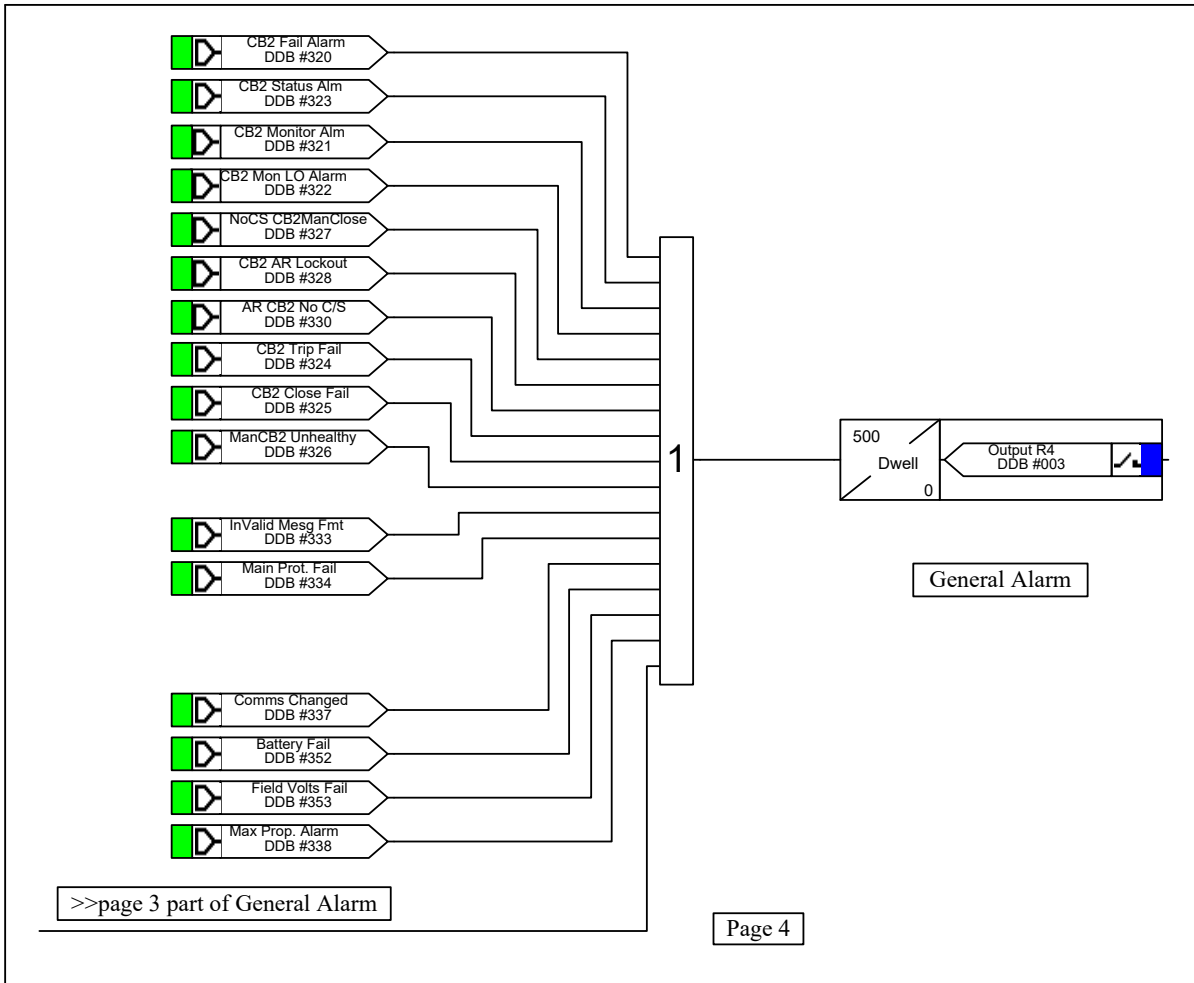 CB2 Fail Alarm
DDB #320
CB2 Status Alm
DDB #323
CB2 Monitor Alm
DDB #321
CB2 Mon LO Alarm
DDB #322
NoCS CB2ManClose
DDB #327
CB2 AR Lockout
DDB #328
AR CB2 No C/S
DDB #330
CB2 Trip Fail
DDB #324
CB2 Close Fail
DDB #325
ManCB2 Unhealthy
DDB #326
InValid Mesg Fmt
DDB #333
Main Prot. Fail
DDB #334
Comms Changed
DDB #337
Battery Fail
DDB #352
Field Volts Fail
DDB #353
Max Prop. Alarm
DDB #338
1
500
Dwell
0
Output R4
DDB #003
General Alarm
>>page 3 part of General Alarm
Page 4